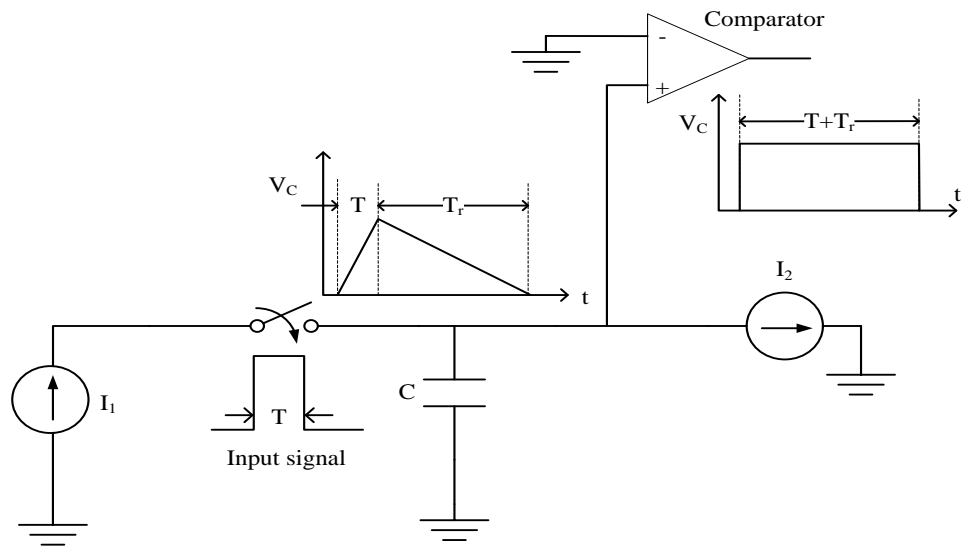 Comparator
-
+
V_C
T+T_r
t
V_C
T
T_r
t
I_2
I_1
C
T
Input signal